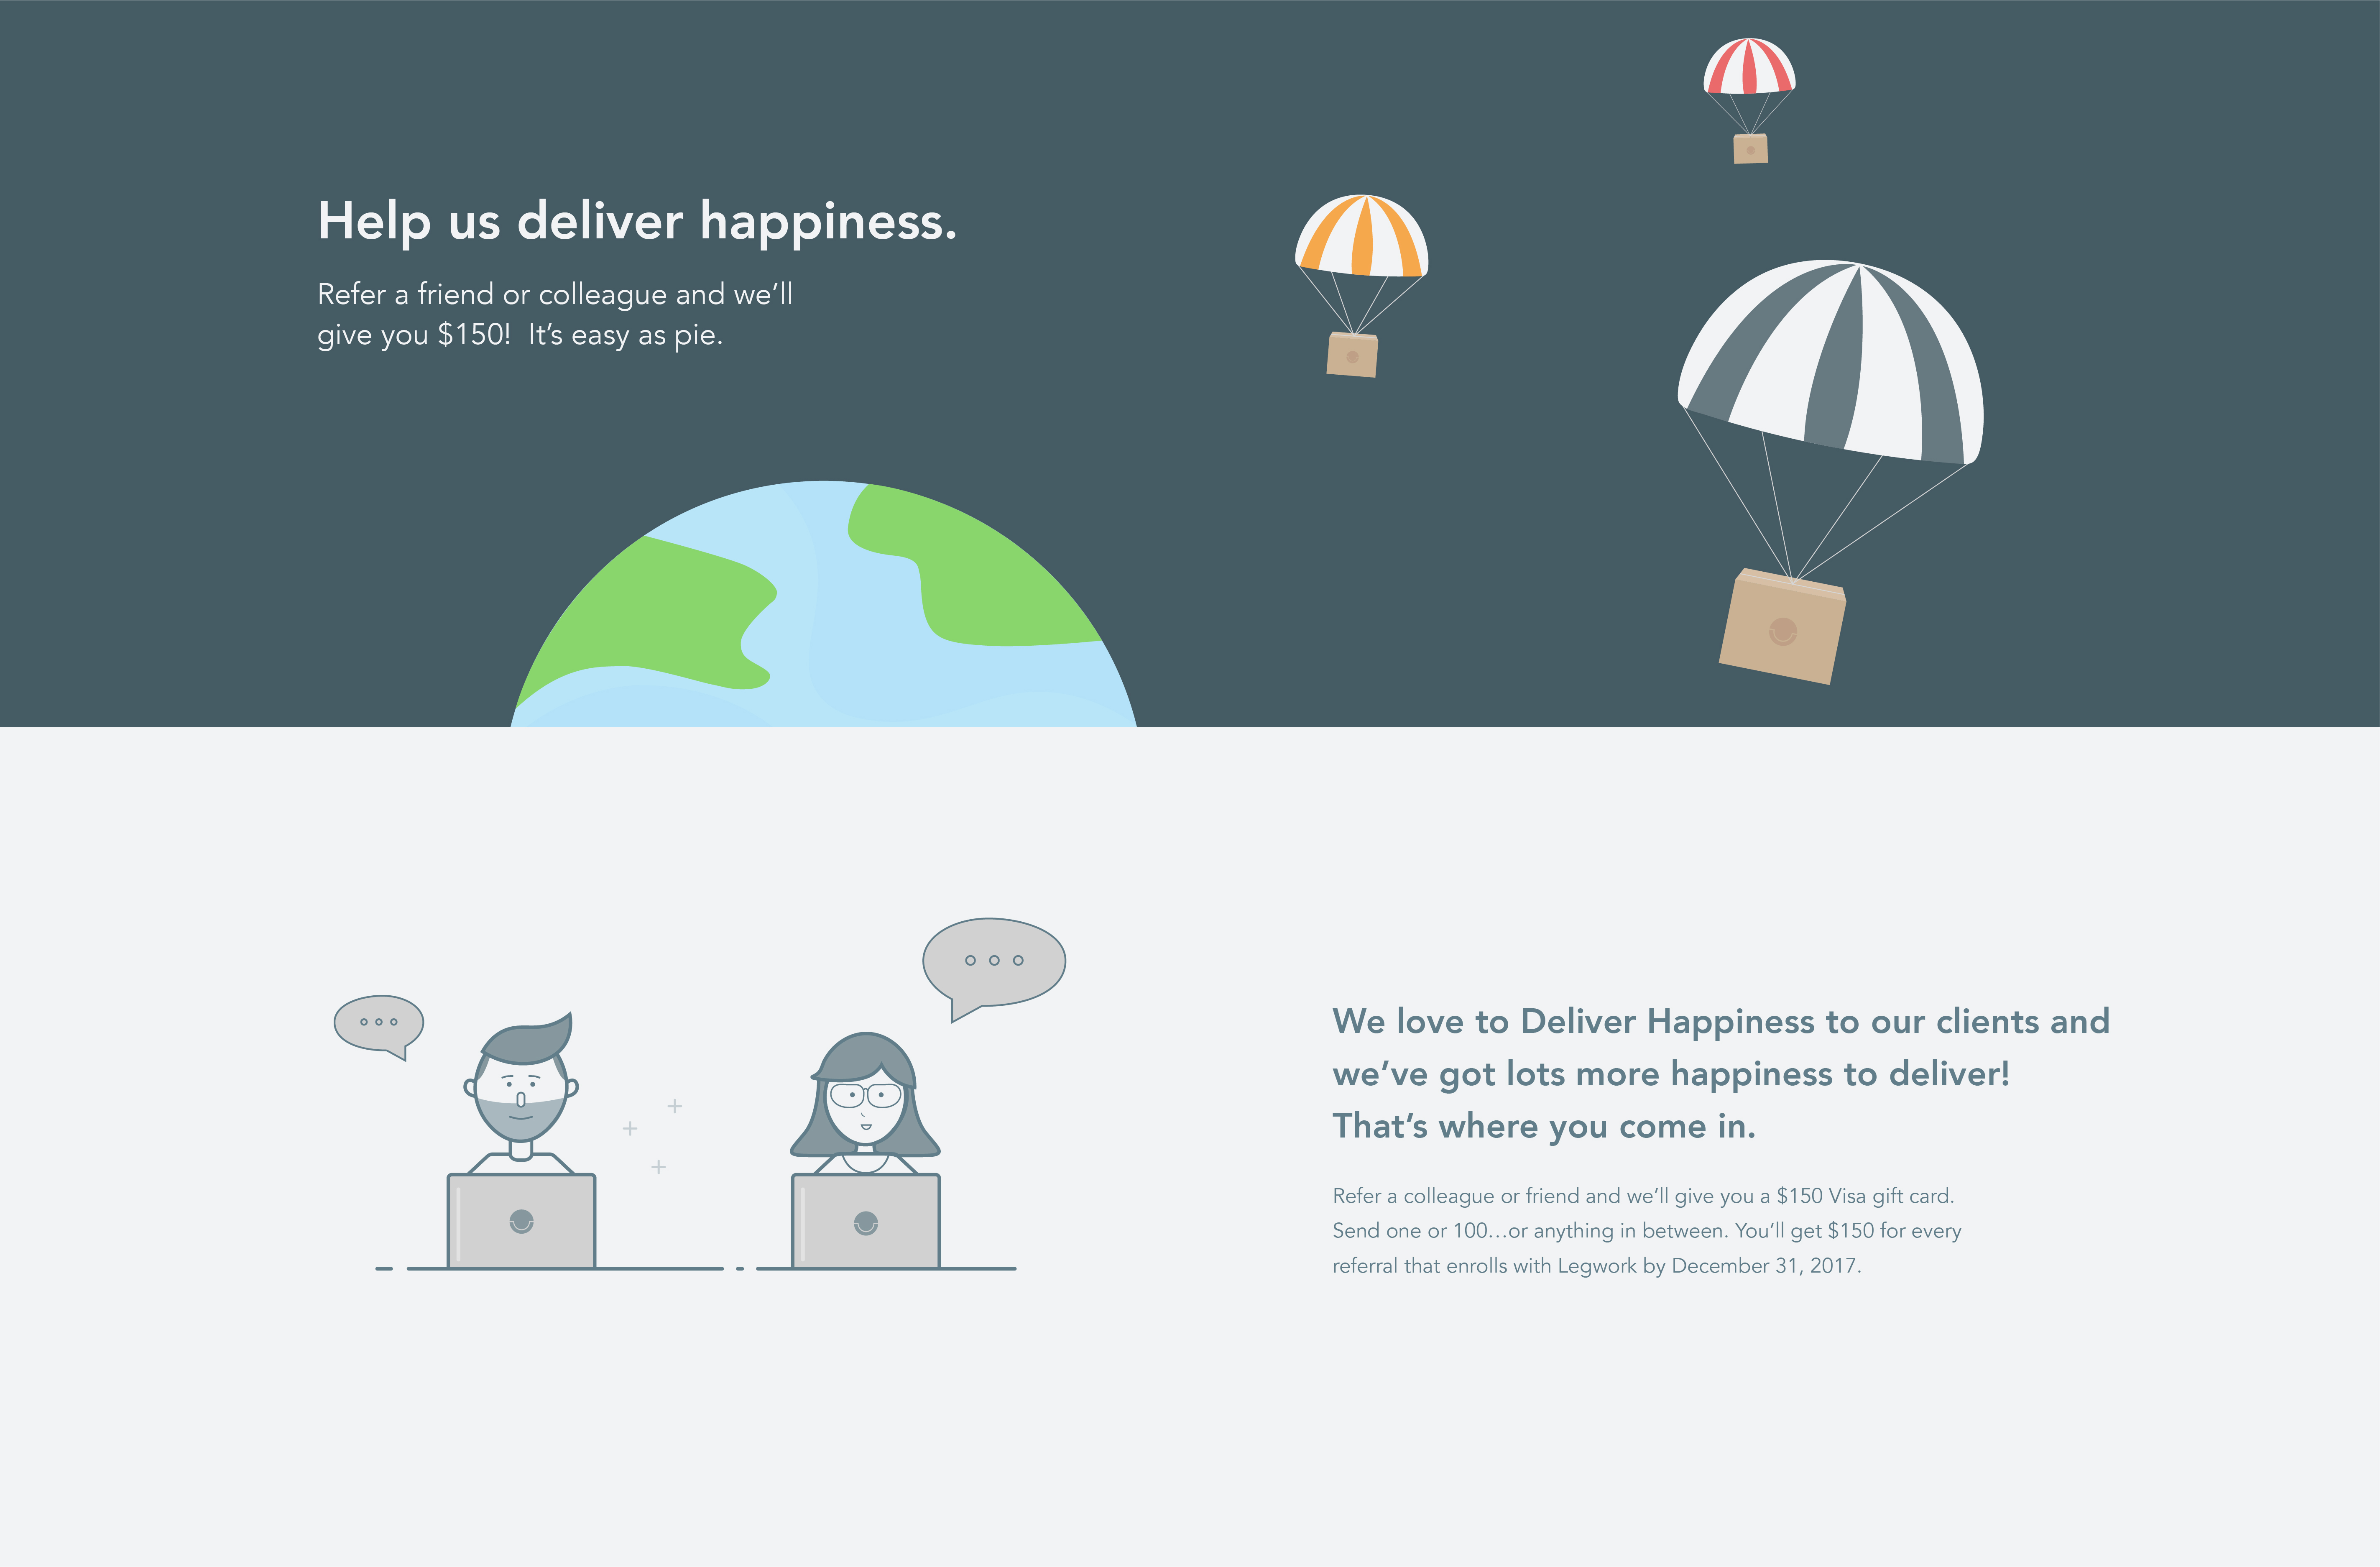 Help us deliver happiness.
Refer a friend or colleague and we’ll
give you $150!  It’s easy as pie.
We love to Deliver Happiness to our clients and
we’ve got lots more happiness to deliver!
That’s where you come in.
Refer a colleague or friend and we’ll give you a $150 Visa gift card.
Send one or 100…or anything in between. You’ll get $150 for every
referral that enrolls with Legwork by December 31, 2017.